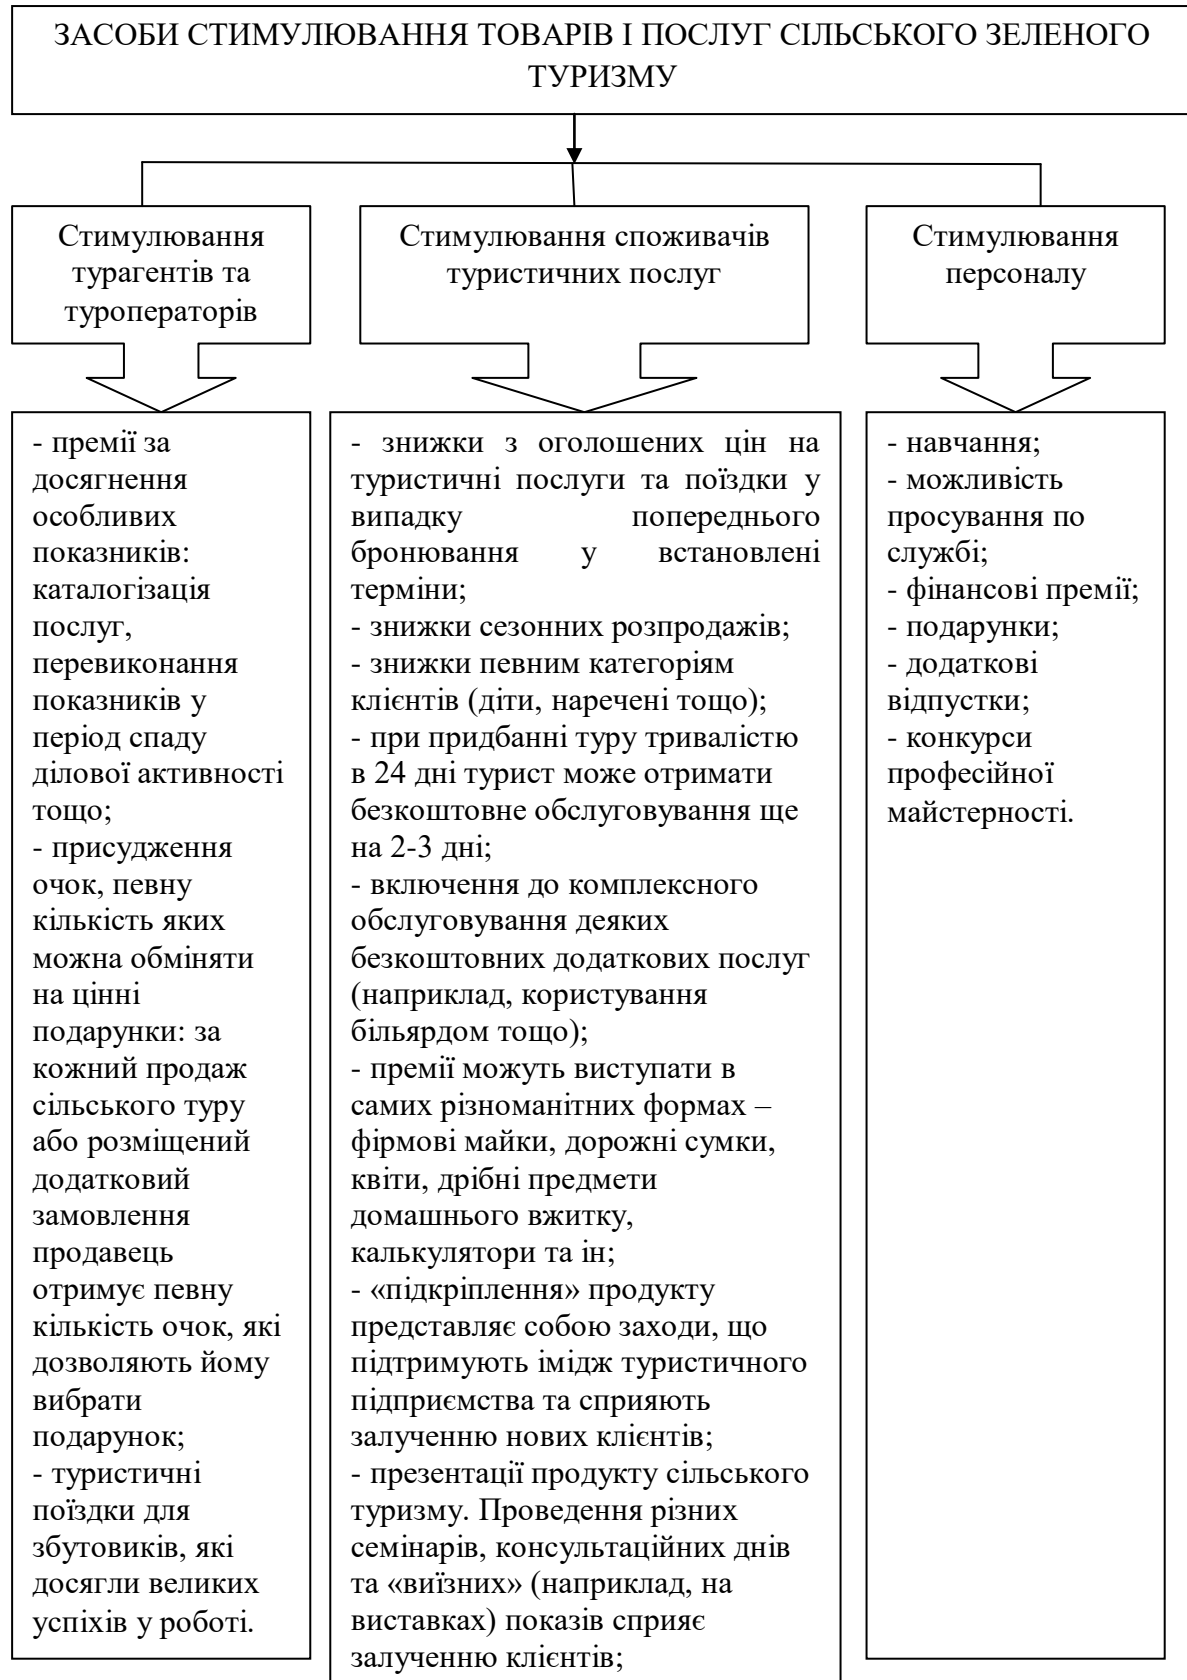 ЗАСОБИ СТИМУЛЮВАННЯ ТОВАРІВ І ПОСЛУГ СІЛЬСЬКОГО ЗЕЛЕНОГО
ТУРИЗМУ
Стимулювання
турагентів та
туроператорів
Стимулювання споживачів
туристичних послуг
Стимулювання
персоналу
- премії за
досягнення
особливих
показників:
каталогізація
послуг,
перевиконання
показників у
період спаду
ділової активності
тощо;
- присудження
очок, певну
кількість яких
можна обміняти
на цінні
подарунки: за
кожний продаж
сільського туру
або розміщений
додатковий
замовлення
продавець
отримує певну
кількість очок, які
дозволяють йому
вибрати
подарунок;
- туристичні
поїздки для
збутовиків, які
досягли великих
успіхів у роботі.
- знижки з оголошених цін на
туристичні послуги та поїздки у
випадку попереднього
бронювання у встановлені
терміни;
- знижки сезонних розпродажів;
- знижки певним категоріям
клієнтів (діти, наречені тощо);
- при придбанні туру тривалістю
в 24 дні турист може отримати
безкоштовне обслуговування ще
на 2-3 дні;
- включення до комплексного
обслуговування деяких
безкоштовних додаткових послуг
(наприклад, користування
більярдом тощо);
- премії можуть виступати в
самих різноманітних формах –
фірмові майки, дорожні сумки,
квіти, дрібні предмети
домашнього вжитку,
калькулятори та ін;
- «підкріплення» продукту
представляє собою заходи, що
підтримують імідж туристичного
підприємства та сприяють
залученню нових клієнтів;
- презентації продукту сільського
туризму. Проведення різних
семінарів, консультаційних днів
та «виїзних» (наприклад, на
виставках) показів сприяє
залученню клієнтів;
- навчання;
- можливість
просування по
службі;
- фінансові премії;
- подарунки;
- додаткові
відпустки;
- конкурси
професійної
майстерності.